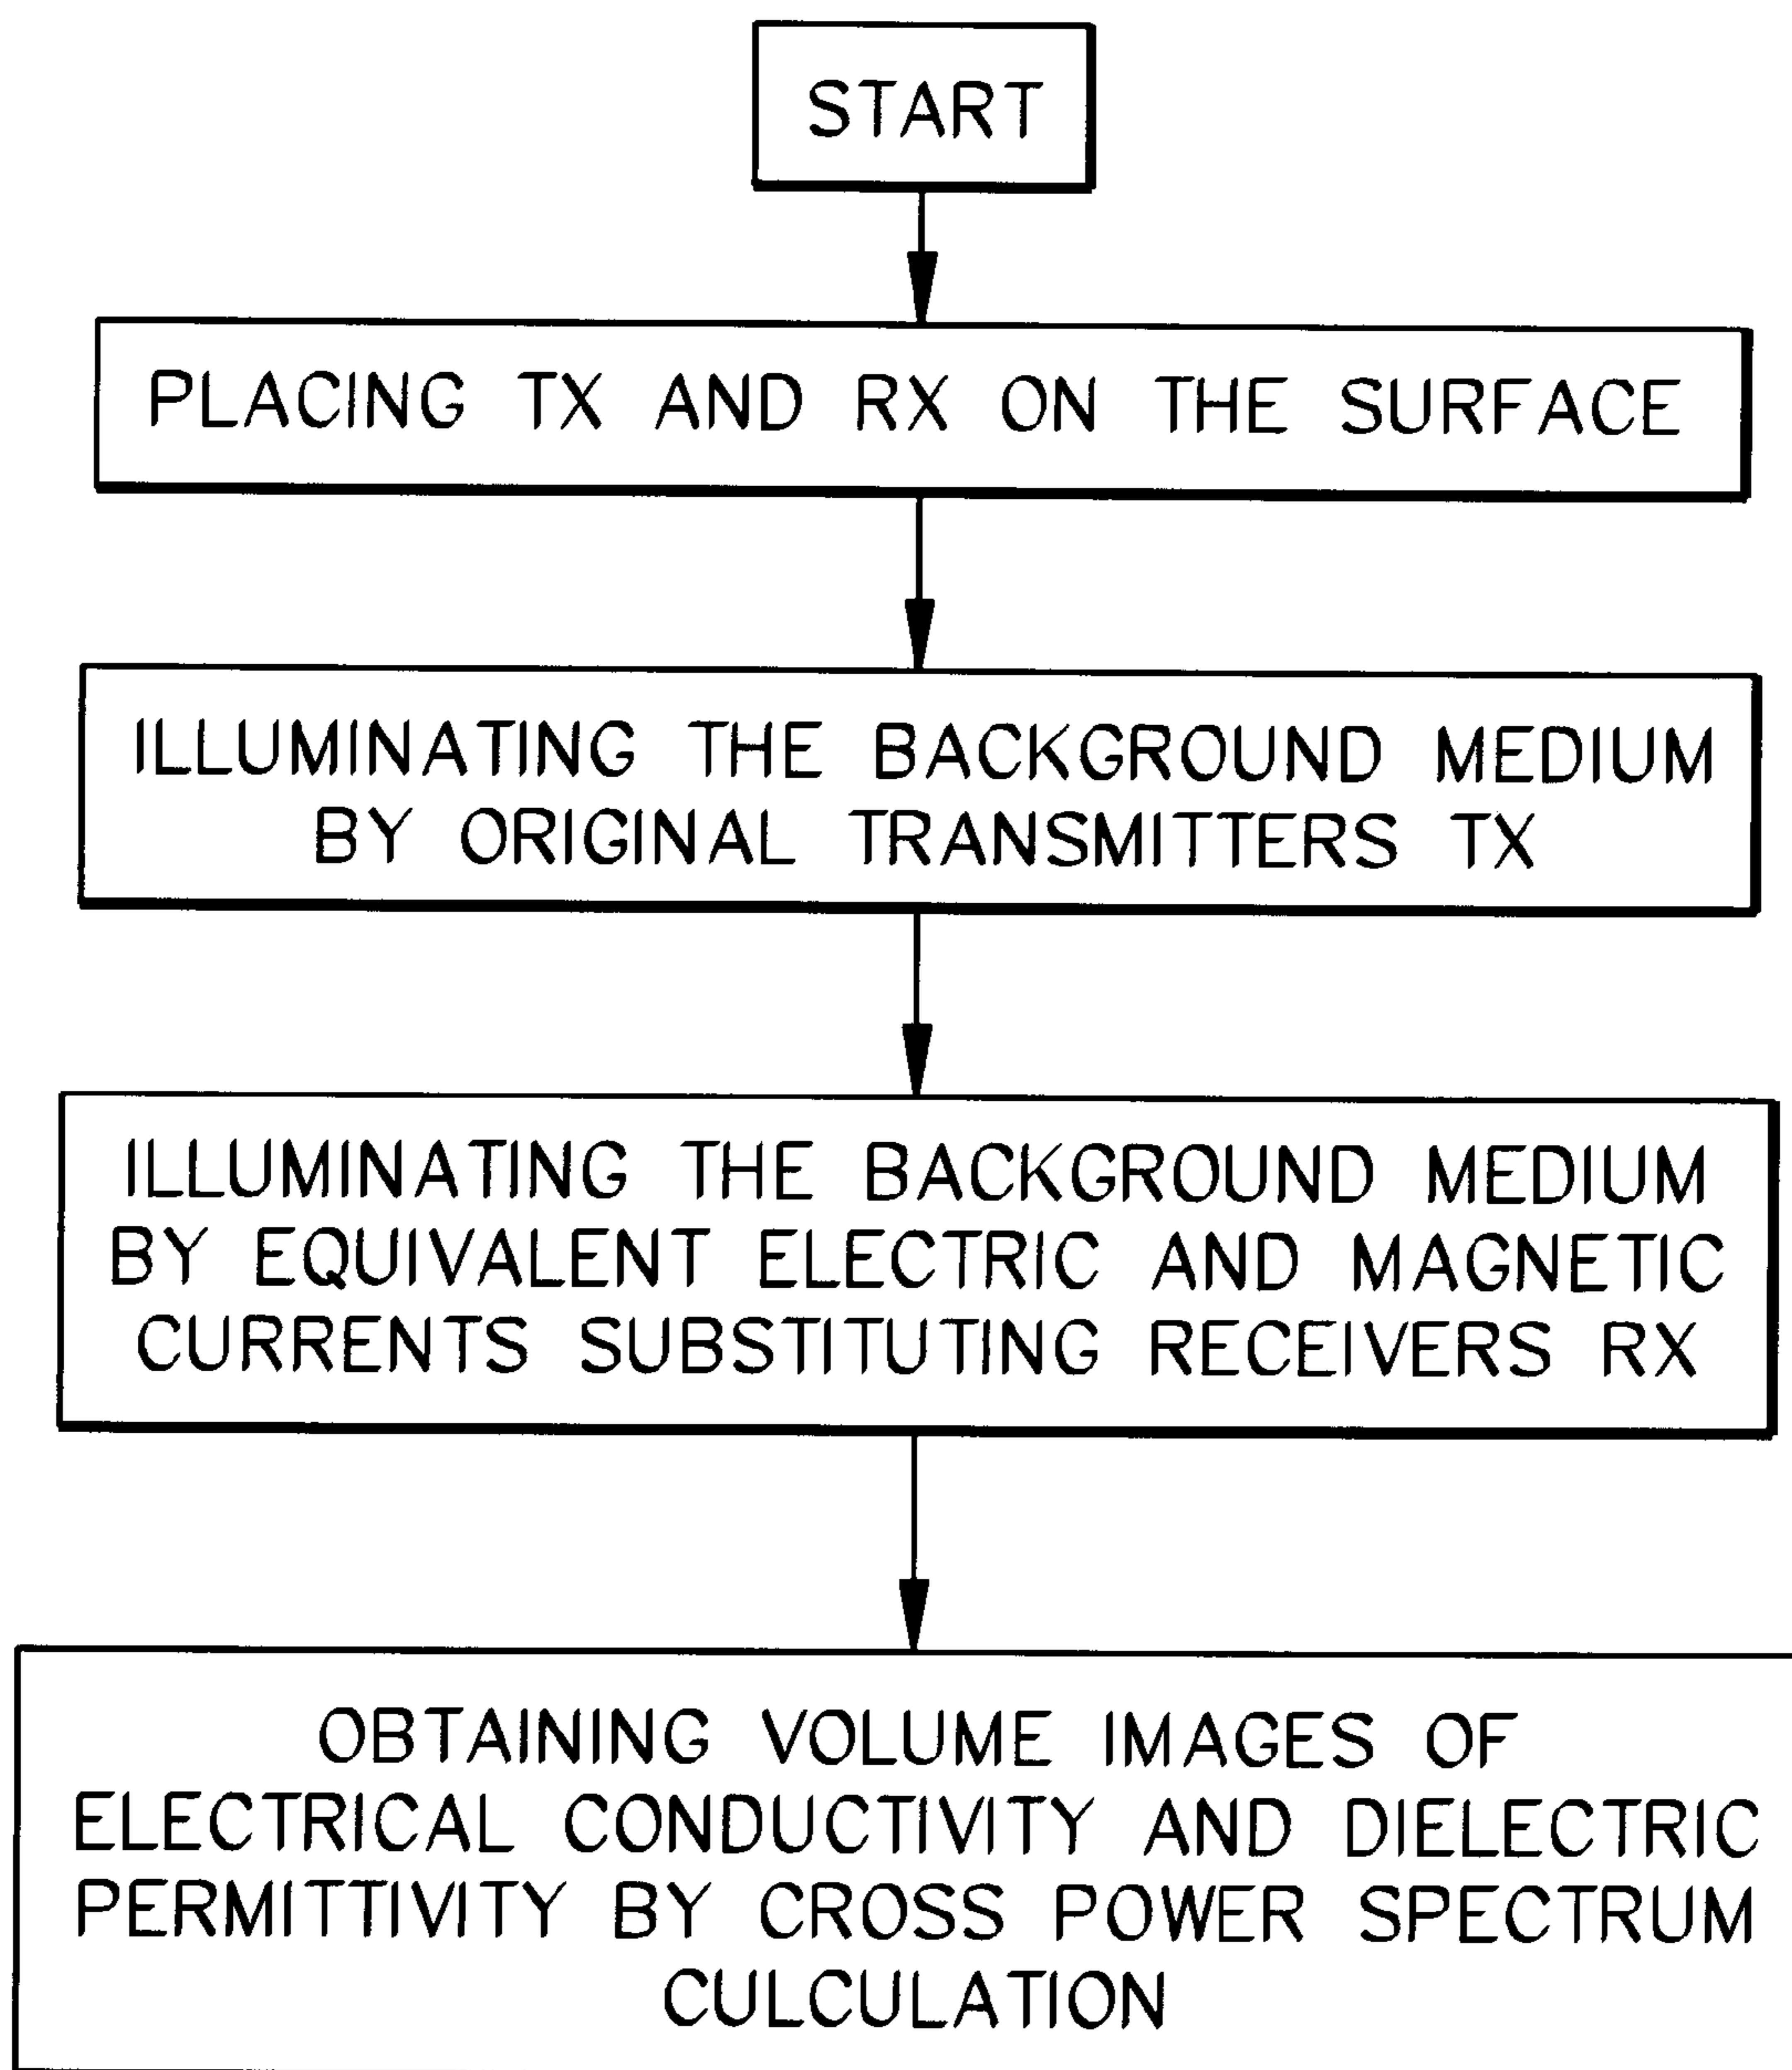 START
PLACING TX AND RX ON THE SURFACE
ILLUMINATING THE BACKGROUND MEDIUM
BY ORIGINAL TRANSMITTERS TX
ILLUMINATING THE BACKGROUND MEDIUM
BY EQUIVALENT ELECTRIC AND MAGNETIC
CURRENTS SUBSTITUTING RECEIVERS RX
OBTAINING VOLUME IMAGES OF
ELECTRICAL CONDUCTIVITY AND DIELECTRIC
PERMITTIVITY BY CROSS POWER SPECTRUM
CULCULATION